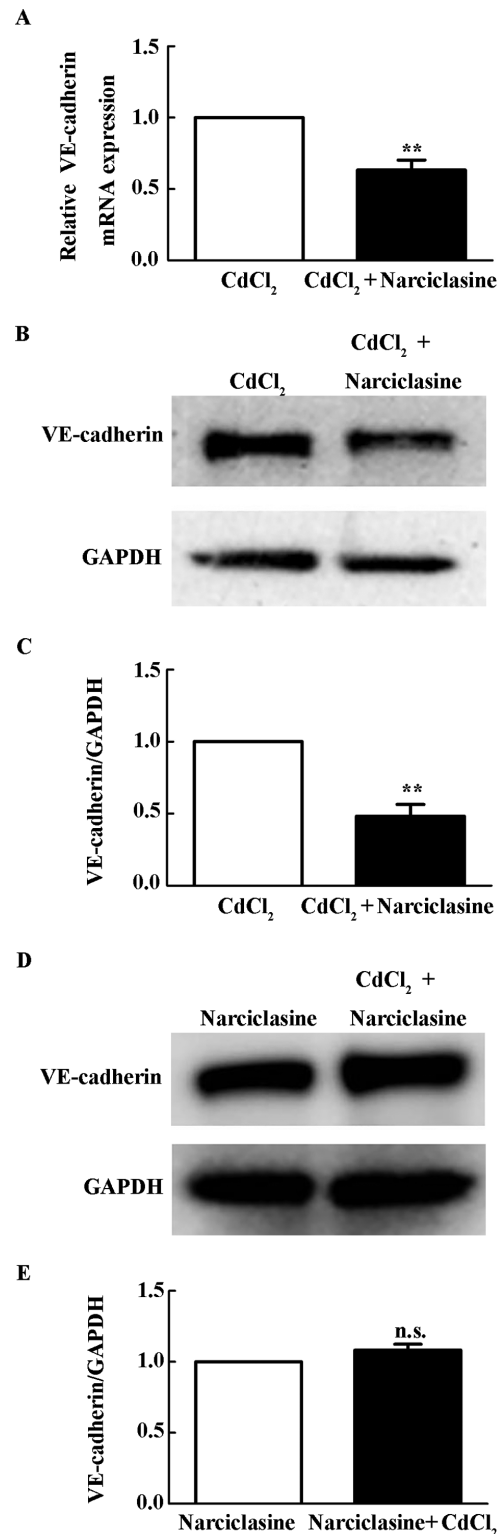 A
Relative VE-cadherin
mRNA expression
1.5
1.0
0.5
0.0
**
CdCl₂
CdCl₂ + Narciclasine
B
CdCl₂ +
CdCl₂
Narciclasine
VE-cadherin
GAPDH
C
VE-cadherin/GAPDH
1.5
1.0
0.5
0.0
**
CdCl₂
CdCl₂ + Narciclasine
D
CdCl₂ +
Narciclasine
Narciclasine
VE-cadherin
GAPDH
E
VE-cadherin/GAPDH
1.5
1.0
0.5
0.0
n.s.
Narciclasine
Narciclasine+ CdCl₂